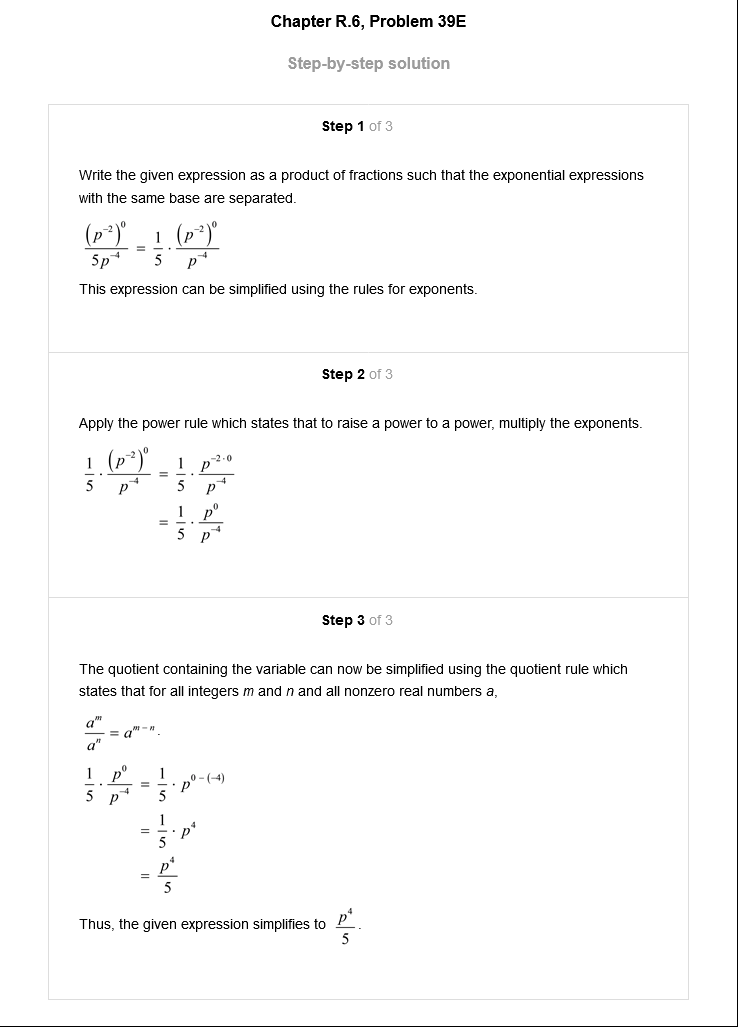 Chapter R.6, Problem 39E
Step-by-step solution
Step 1 of 3
Write the given expression as a product of fractions such that the exponential expressions
with the same base are separated.
\frac{(p^{-2})^0}{5p^{-4}} = \frac{1}{5} \cdot \frac{(p^{-2})^0}{p^{-4}}
This expression can be simplified using the rules for exponents.
Step 2 of 3
Apply the power rule which states that to raise a power to a power, multiply the exponents.
\frac{1}{5} \cdot \frac{(p^{-2})^0}{p^{-4}} = \frac{1}{5} \cdot \frac{p^{-2 \cdot 0}}{p^{-4}}
= \frac{1}{5} \cdot \frac{p^0}{p^{-4}}
Step 3 of 3
The quotient containing the variable can now be simplified using the quotient rule which
states that for all integers m and n and all nonzero real numbers a,
\frac{a^m}{a^n} = a^{m-n}.
\frac{1}{5} \cdot \frac{p^0}{p^{-4}} = \frac{1}{5} \cdot p^{0-(-4)}
= \frac{1}{5} \cdot p^4
= \frac{p^4}{5}
Thus, the given expression simplifies to \frac{p^4}{5}.